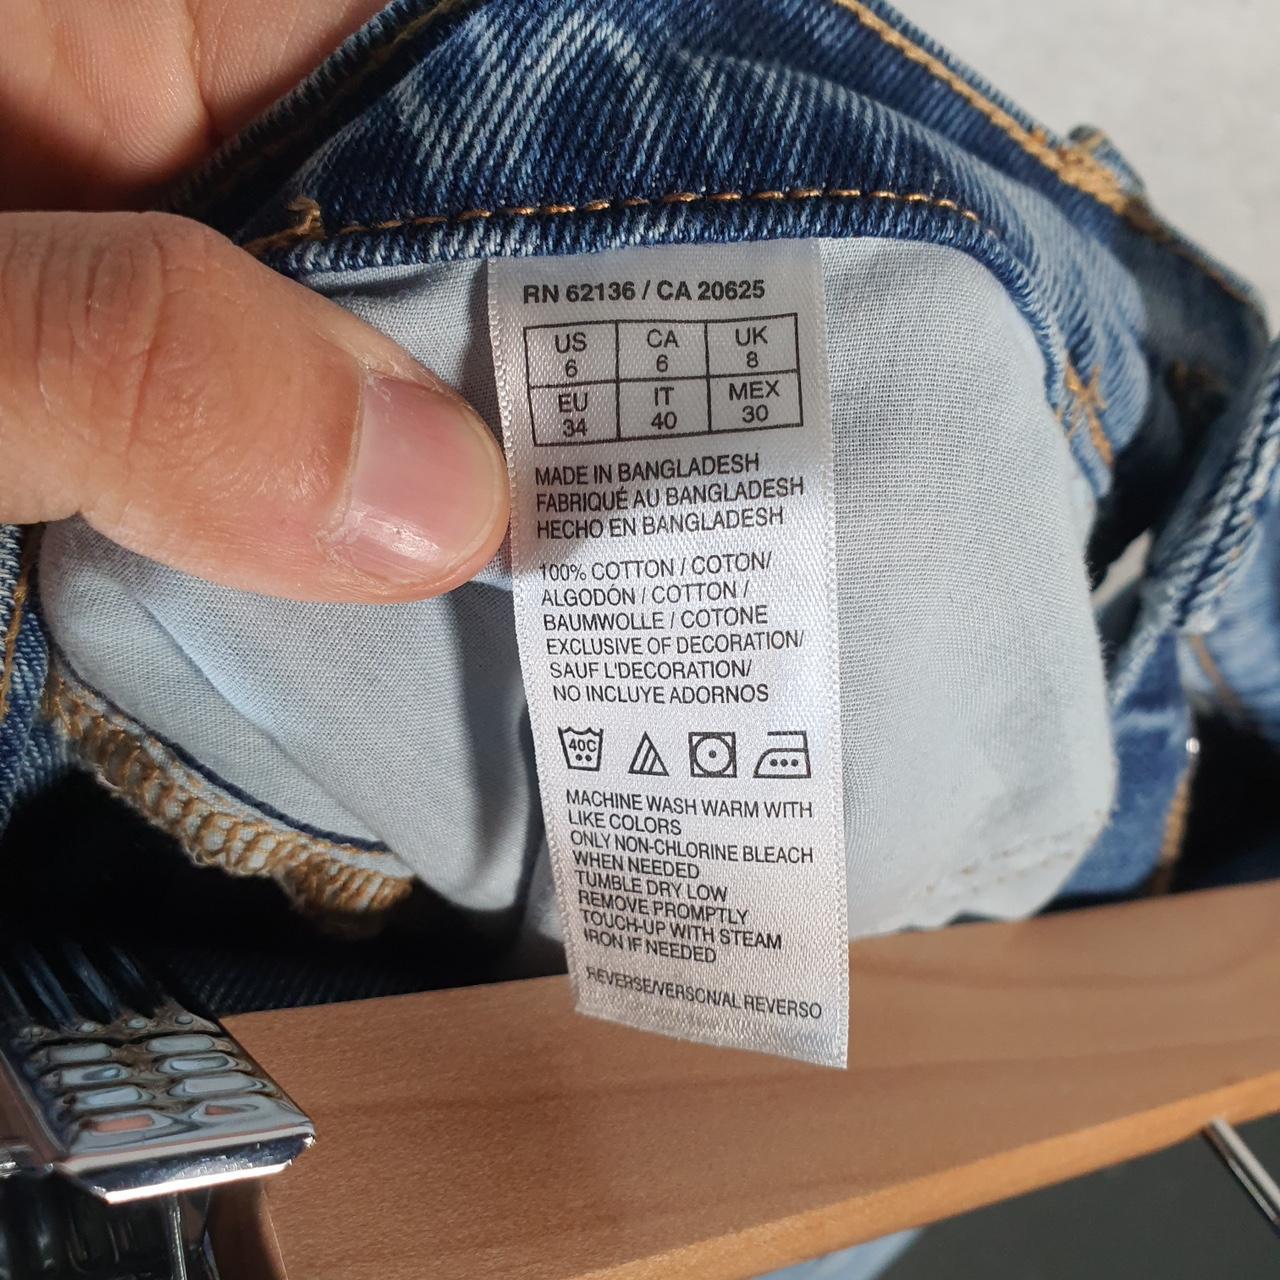 RN 62136 / CA 20625
US CA UK
6 6 8
EU IT MEX
34 40 30
MADE IN BANGLADESH
FABRIQUÉ AU BANGLADESH
HECHO EN BANGLADESH
100% COTTON / COTON/
ALGODÓN / COTTON /
BAUMWOLLE / COTONE
EXCLUSIVE OF DECORATION/
SAUF L'DECORATION/
NO INCLUYE ADORNOS
40C
MACHINE WASH WARM WITH
LIKE COLORS
ONLY NON-CHLORINE BLEACH
WHEN NEEDED
TUMBLE DRY LOW
REMOVE PROMPTLY
TOUCH-UP WITH STEAM
IRON IF NEEDED
REVERSE/VERSON/AL REVERSO